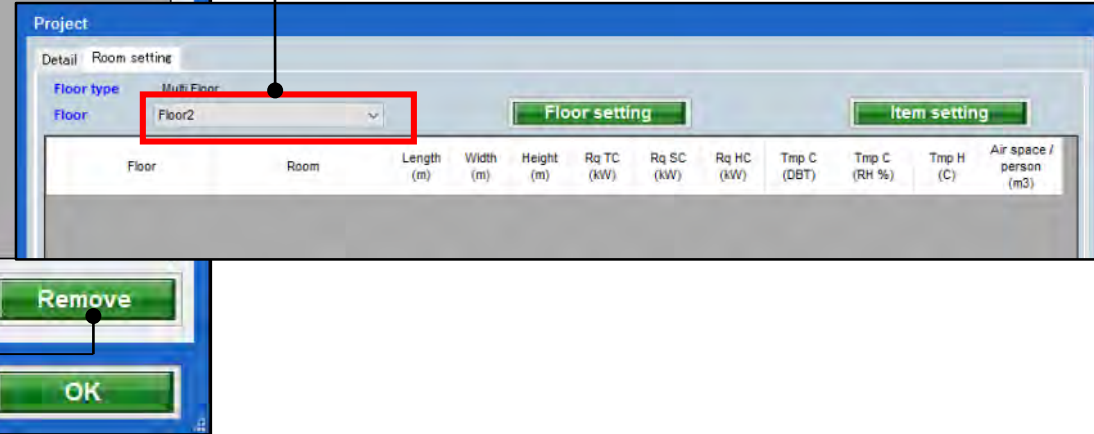 Project
Detail Room setting
Floor type Multi Floor
Floor Floor2 Floor setting Item setting
Floor Room Length (m) Width (m) Height (m) Rq TC (kW) Rq SC (kW) Rq HC (kW) Tmp C (DBT) Tmp C (RH %) Tmp H (C) Air space / person (m3)
Remove
OK